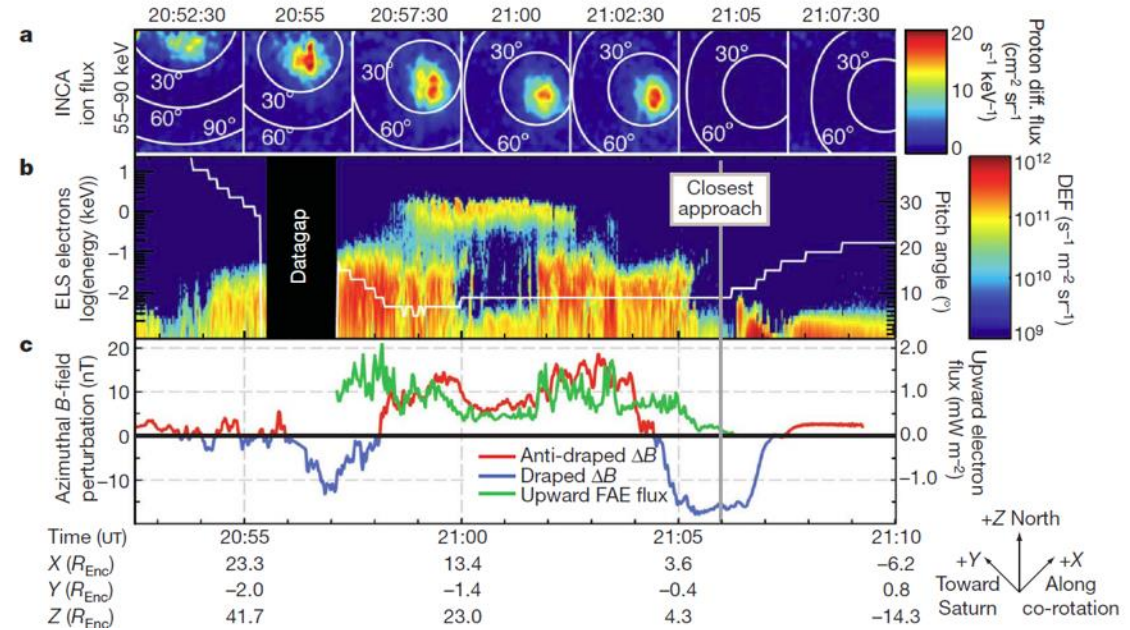 20:52:30 20:55 20:57:30 21:00 21:02:30 21:05 21:07:30
a
INCA
ion flux
55–90 keV
30° 60° 90°
30° 60°
30° 60°
30° 60°
30° 60°
30° 60°
30° 60°
20
10
0
Proton diff. flux
(cm⁻² sr⁻¹
s⁻¹ keV⁻¹)
b
ELS electrons
log(energy (keV))
1
0
−1
−2
Datagap
Closest
approach
30
20
10
Pitch angle (°)
10¹²
10¹¹
10¹⁰
10⁹
DEF (s⁻¹ m⁻² sr⁻¹)
c
Azimuthal B-field
perturbation (nT)
20
10
0
−10
Anti-draped ΔB
Draped ΔB
Upward FAE flux
2.0
1.0
0.0
−1.0
Upward electron
flux (mW m⁻²)
Time (UT) 20:55 21:00 21:05 21:10
X (R_Enc) 23.3 13.4 3.6 −6.2
Y (R_Enc) −2.0 −1.4 −0.4 0.8
Z (R_Enc) 41.7 23.0 4.3 −14.3
+Z North
+Y +X
Toward Along
Saturn co-rotation